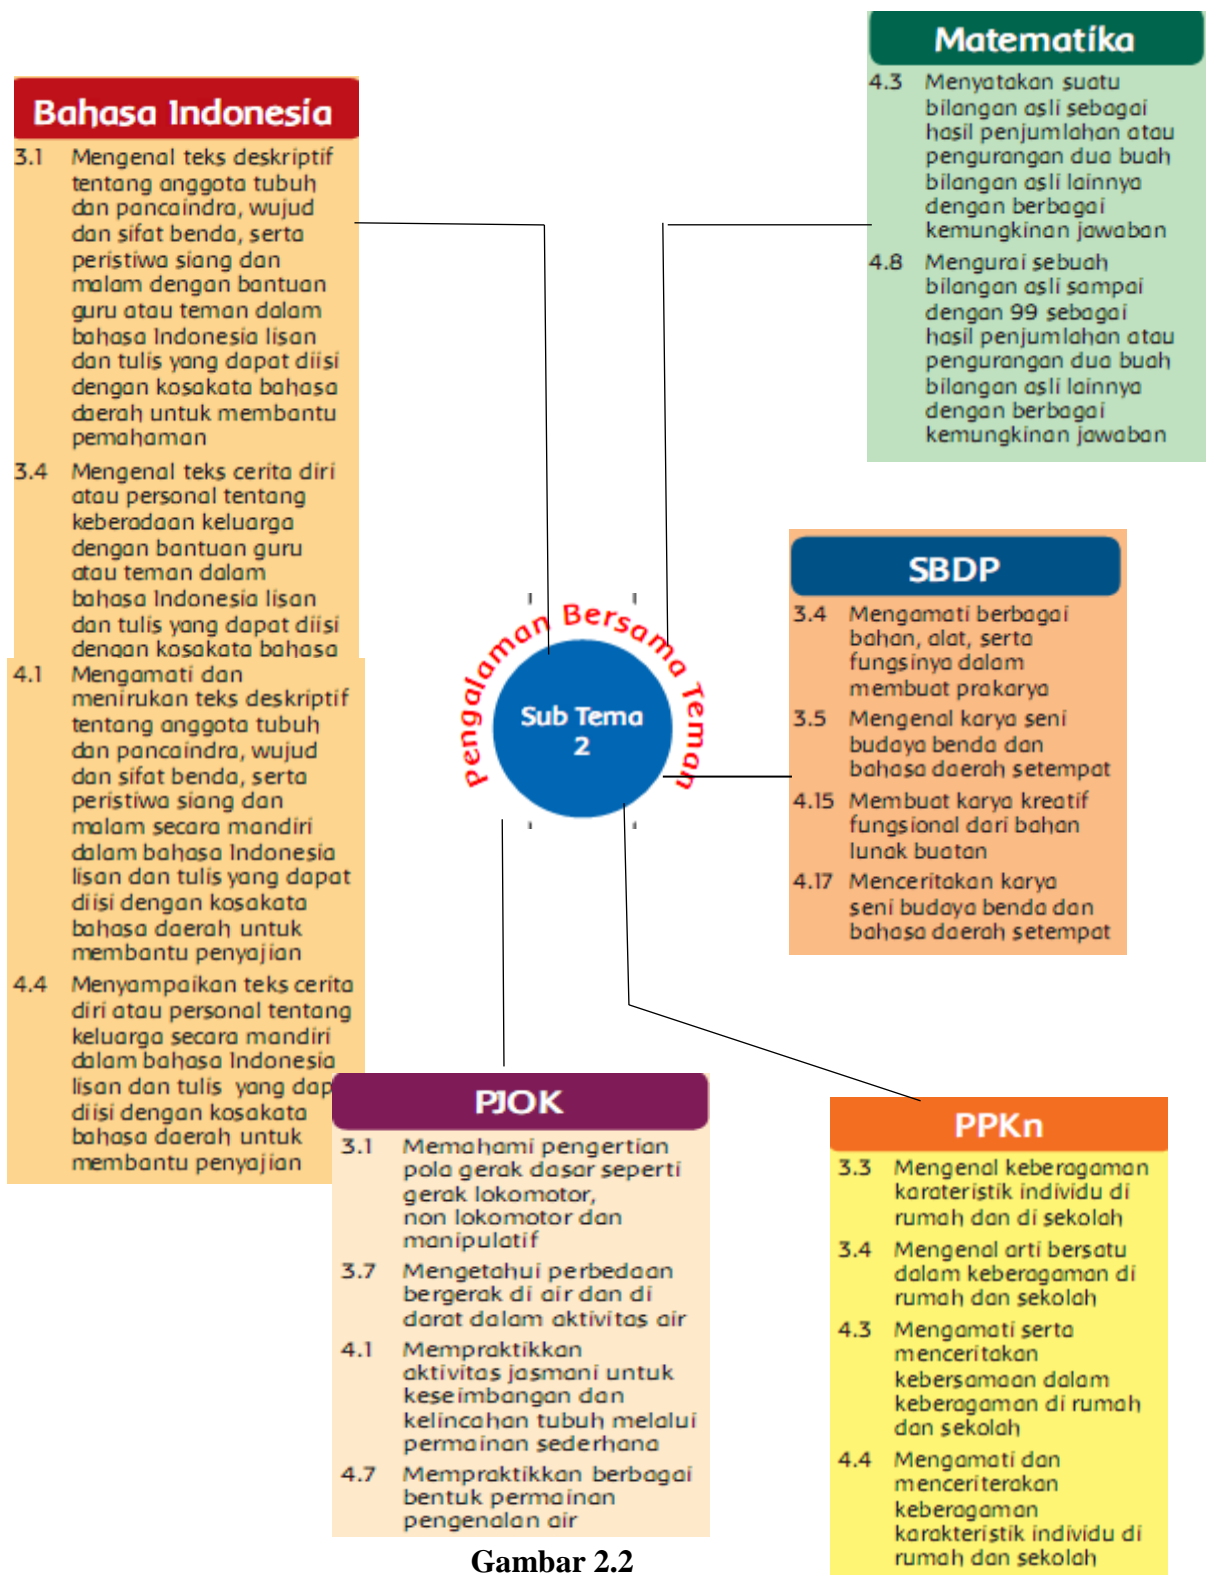 Bahasa Indonesia
3.1 Mengenal teks deskriptif
tentang anggota tubuh
dan pancaindra, wujud
dan sifat benda, serta
peristiwa siang dan
malam dengan bantuan
guru atau teman dalam
bahasa Indonesia lisan
dan tulis yang dapat diisi
dengan kosakata bahasa
daerah untuk membantu
pemahaman
3.4 Mengenal teks cerita diri
atau personal tentang
keberadaan keluarga
dengan bantuan guru
atau teman dalam
bahasa Indonesia lisan
dan tulis yang dapat diisi
dengan kosakata bahasa
4.1 Mengamati dan
menirukan teks deskriptif
tentang anggota tubuh
dan pancaindra, wujud
dan sifat benda, serta
peristiwa siang dan
malam secara mandiri
dalam bahasa Indonesia
lisan dan tulis yang dapat
diisi dengan kosakata
bahasa daerah untuk
membantu penyajian
4.4 Menyampaikan teks cerita
diri atau personal tentang
keluarga secara mandiri
dalam bahasa Indonesia
lisan dan tulis yang dap
diisi dengan kosakata
bahasa daerah untuk
membantu penyajian
Matematika
4.3 Menyatakan suatu
bilangan asli sebagai
hasil penjumlahan atau
pengurangan dua buah
bilangan asli lainnya
dengan berbagai
kemungkinan jawaban
4.8 Mengurai sebuah
bilangan asli sampai
dengan 99 sebagai
hasil penjumlahan atau
pengurangan dua buah
bilangan asli lainnya
dengan berbagai
kemungkinan jawaban
Pengalaman Bersama Teman
Sub Tema
2
SBDP
3.4 Mengamati berbagai
bahan, alat, serta
fungsinya dalam
membuat prakarya
3.5 Mengenal karya seni
budaya benda dan
bahasa daerah setempat
4.15 Membuat karya kreatif
fungsional dari bahan
lunak buatan
4.17 Menceritakan karya
seni budaya benda dan
bahasa daerah setempat
PJOK
3.1 Memahami pengertian
pola gerak dasar seperti
gerak lokomotor,
non lokomotor dan
manipulatif
3.7 Mengetahui perbedaan
bergerak di air dan di
darat dalam aktivitas air
4.1 Mempraktikkan
aktivitas jasmani untuk
keseimbangan dan
kelincahan tubuh melalui
permainan sederhana
4.7 Mempraktikkan berbagai
bentuk permainan
pengenalan air
PPKn
3.3 Mengenal keberagaman
karateristik individu di
rumah dan di sekolah
3.4 Mengenal arti bersatu
dalam keberagaman di
rumah dan sekolah
4.3 Mengamati serta
menceritakan
kebersamaan dalam
keberagaman di rumah
dan sekolah
4.4 Mengamati dan
menceriterakan
keberagaman
karakteristik individu di
rumah dan sekolah
Gambar 2.2